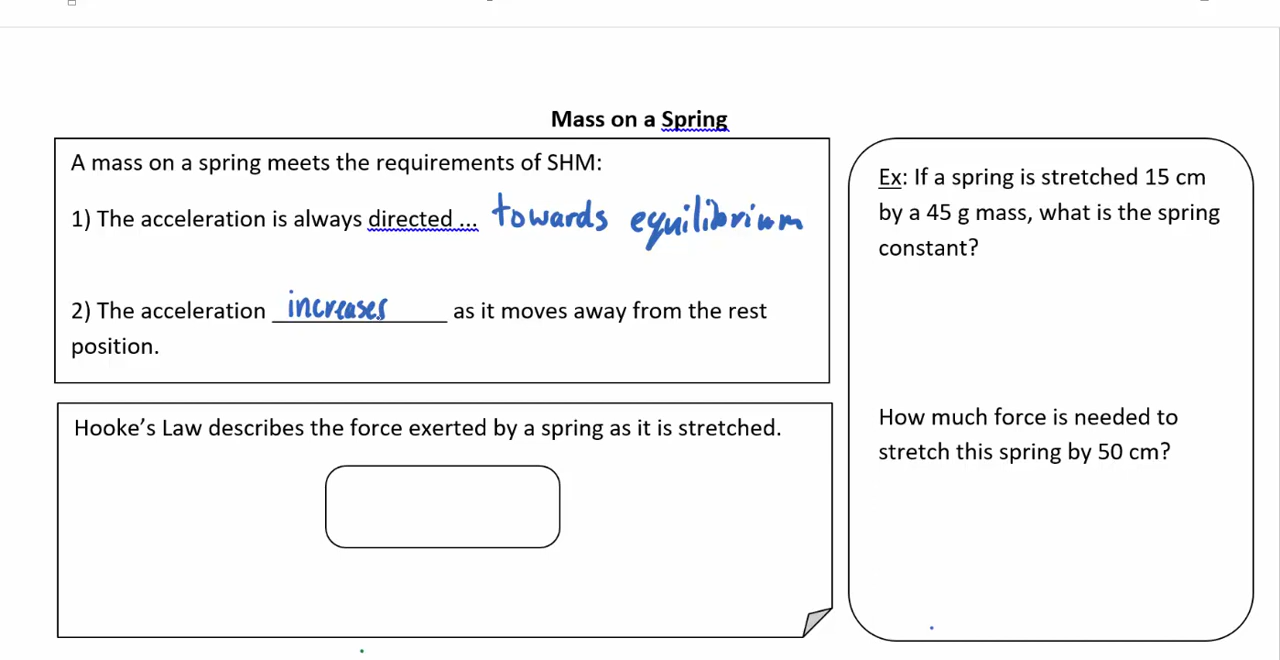 Mass on a Spring
A mass on a spring meets the requirements of SHM:
1) The acceleration is always directed ... towards equilibrium
2) The acceleration increases as it moves away from the rest
position.
Hooke’s Law describes the force exerted by a spring as it is stretched.
Ex: If a spring is stretched 15 cm
by a 45 g mass, what is the spring
constant?
How much force is needed to
stretch this spring by 50 cm?